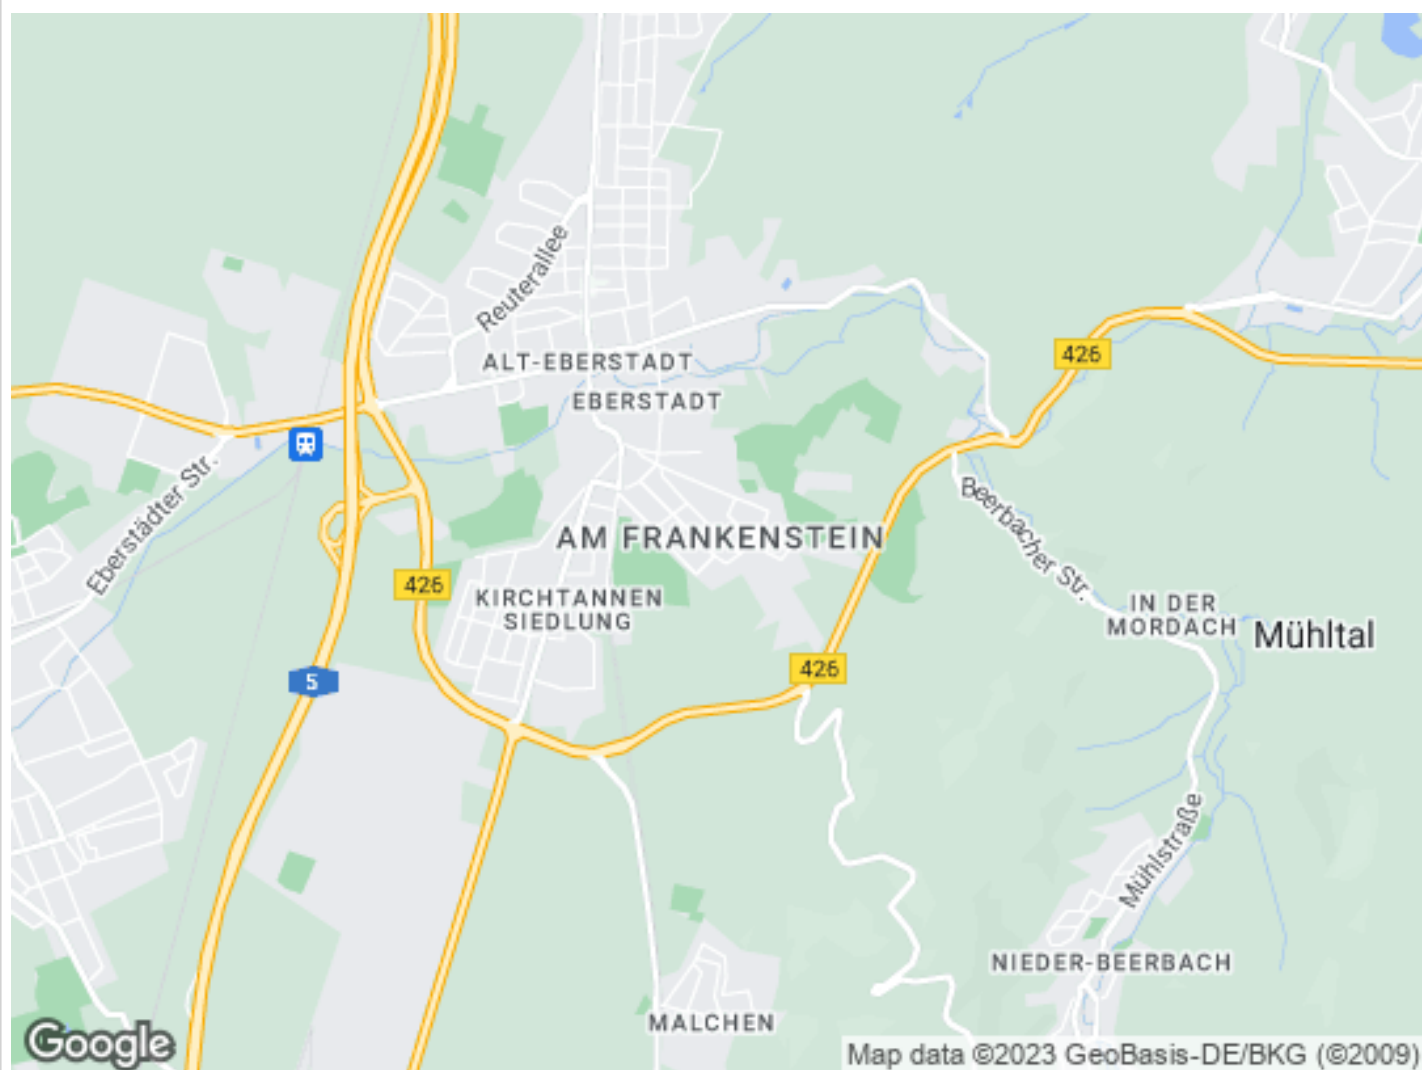 Reuterallee
426
ALT-EBERSTADT
EBERSTADT
Eberstädter Str.
Beerbacher Str.
AM FRANKENSTEIN
426
KIRCHTANNEN
SIEDLUNG
IN DER
MORDACH
Mühltal
426
5
Mühlstraße
NIEDER-BEERBACH
MALCHEN
Google
Map data ©2023 GeoBasis-DE/BKG (©2009)